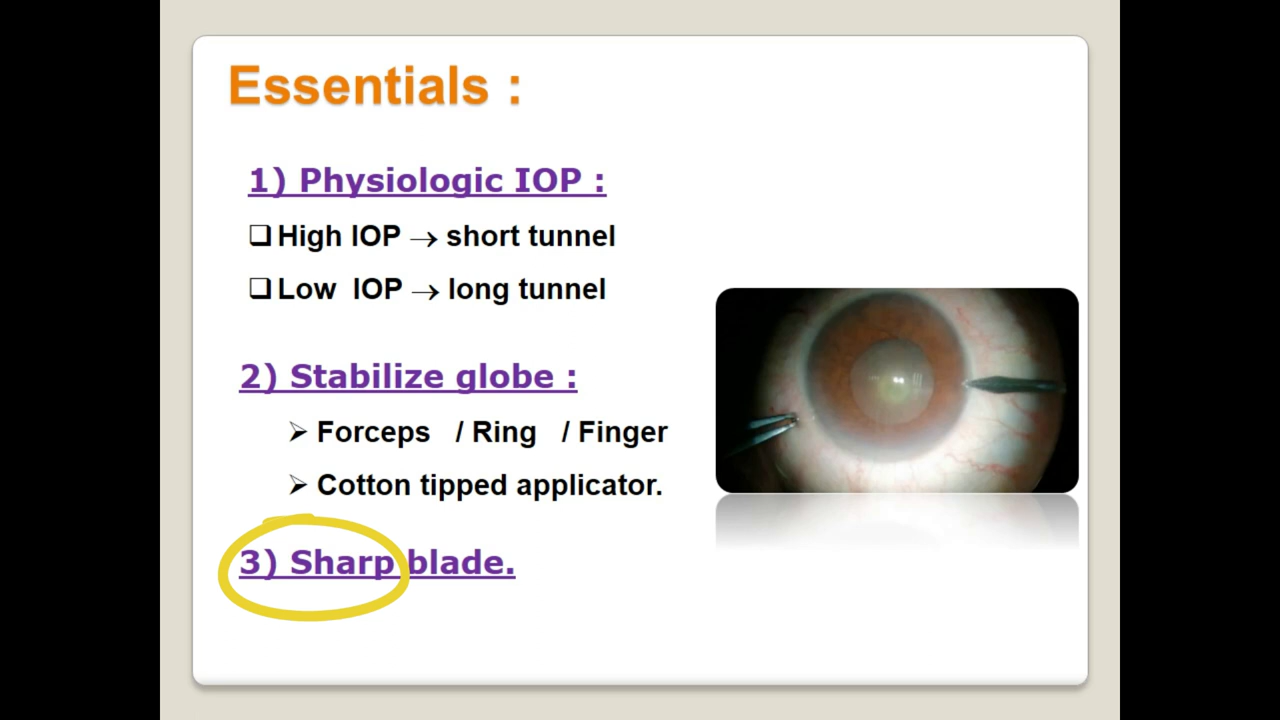 Essentials :
1) Physiologic IOP :
❑ High IOP → short tunnel
❑ Low IOP → long tunnel
2) Stabilize globe :
➢ Forceps / Ring / Finger
➢ Cotton tipped applicator.
3) Sharp blade.